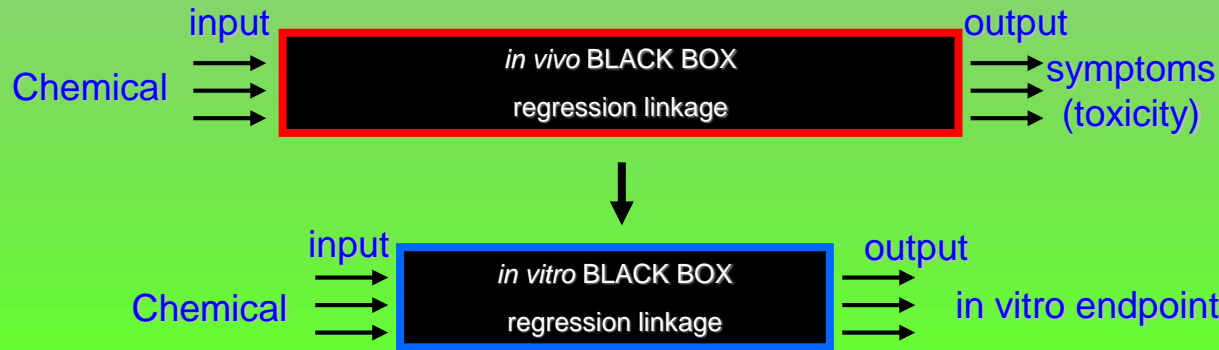 input
output
Chemical
in vivo BLACK BOX
regression linkage
symptoms
(toxicity)
input
output
Chemical
in vitro BLACK BOX
regression linkage
in vitro endpoint